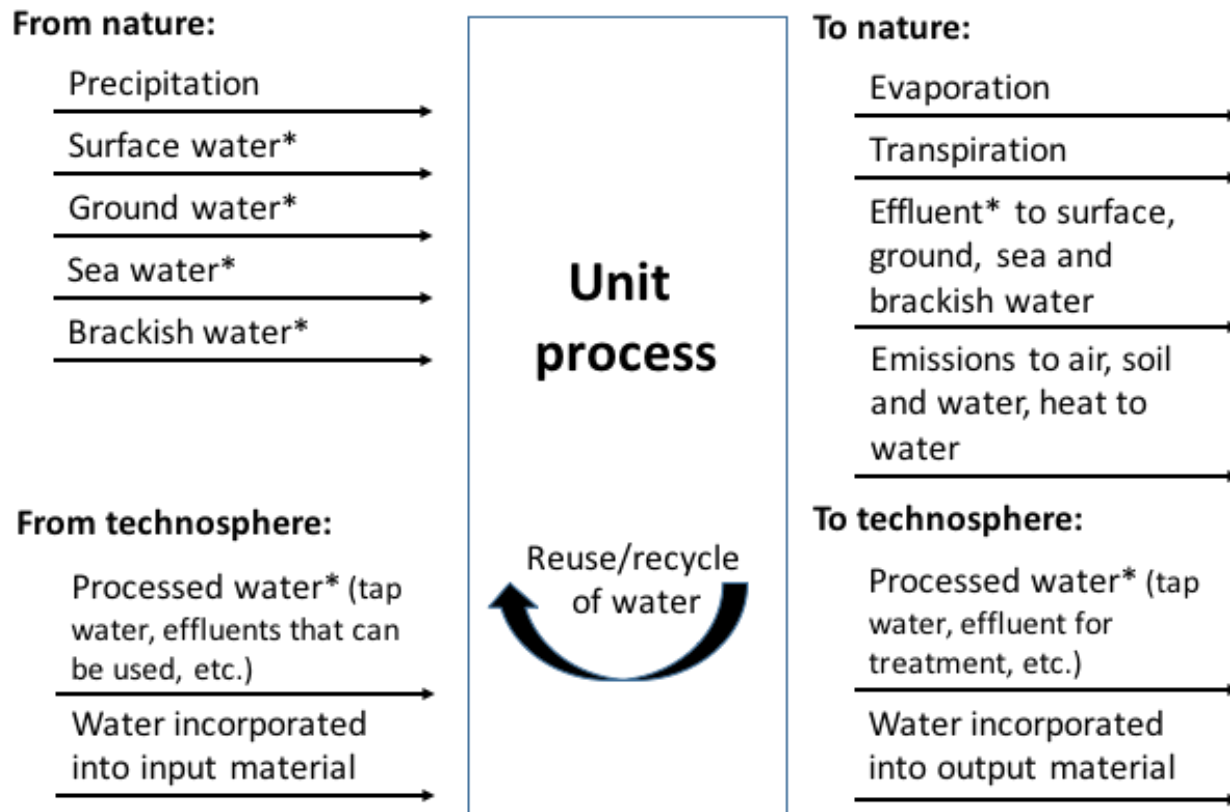 From nature:
Precipitation
Surface water*
Ground water*
Sea water*
Brackish water*
From technosphere:
Processed water* (tap
water, effluents that can
be used, etc.)
Water incorporated
into input material
Unit
process
Reuse/recycle
of water
To nature:
Evaporation
Transpiration
Effluent* to surface,
ground, sea and
brackish water
Emissions to air, soil
and water, heat to
water
To technosphere:
Processed water* (tap
water, effluent for
treatment, etc.)
Water incorporated
into output material